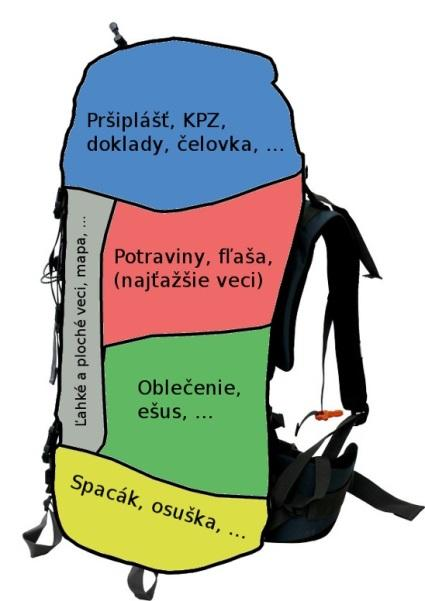 Pršiplášť, KPZ,
doklady, čelovka, ...
Ľahké a ploché veci, mapa, ...
Potraviny, fľaša,
(najťažšie veci)
Oblečenie,
ešus, ...
Spacák, osuška, ...